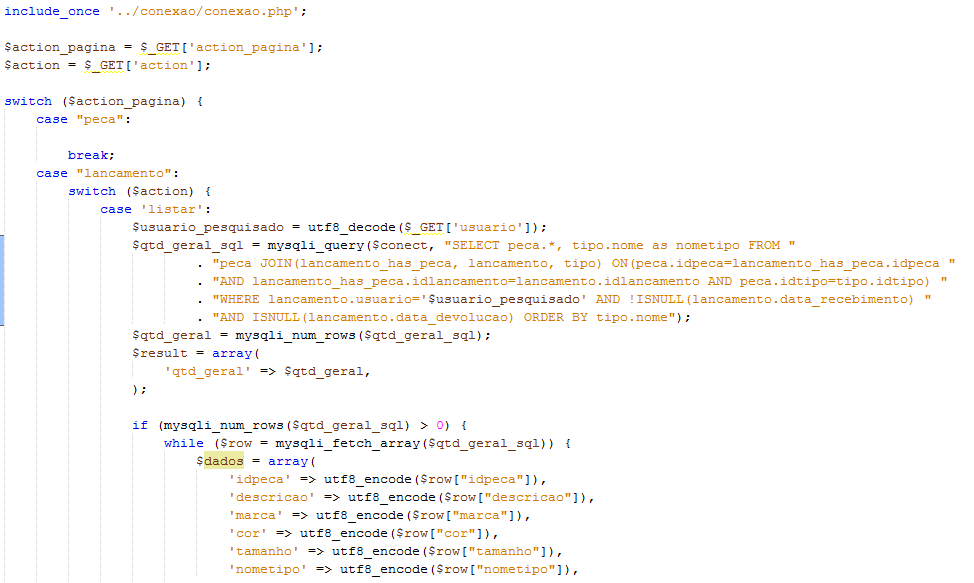 include_once '../conexao/conexao.php';
$action_pagina = $_GET['action_pagina'];
$action = $_GET['action'];
switch ($action_pagina) {
case "peca":
break;
case "lancamento":
switch ($action) {
case 'listar':
$usuario_pesquisado = utf8_decode($_GET['usuario']);
$qtd_geral_sql = mysqli_query($conect, "SELECT peca.*, tipo.nome as nometipo FROM "
. "peca JOIN(lancamento_has_peca, lancamento, tipo) ON(peca.idpeca=lancamento_has_peca.idpeca "
. "AND lancamento_has_peca.idlancamento=lancamento.idlancamento AND peca.idtipo=tipo.idtipo) "
. "WHERE lancamento.usuario='$usuario_pesquisado' AND !ISNULL(lancamento.data_recebimento) "
. "AND ISNULL(lancamento.data_devolucao) ORDER BY tipo.nome");
$qtd_geral = mysqli_num_rows($qtd_geral_sql);
$result = array(
'qtd_geral' => $qtd_geral,
);
if (mysqli_num_rows($qtd_geral_sql) > 0) {
while ($row = mysqli_fetch_array($qtd_geral_sql)) {
$dados = array(
'idpeca' => utf8_encode($row["idpeca"]),
'descricao' => utf8_encode($row["descricao"]),
'marca' => utf8_encode($row["marca"]),
'cor' => utf8_encode($row["cor"]),
'tamanho' => utf8_encode($row["tamanho"]),
'nometipo' => utf8_encode($row["nometipo"]),